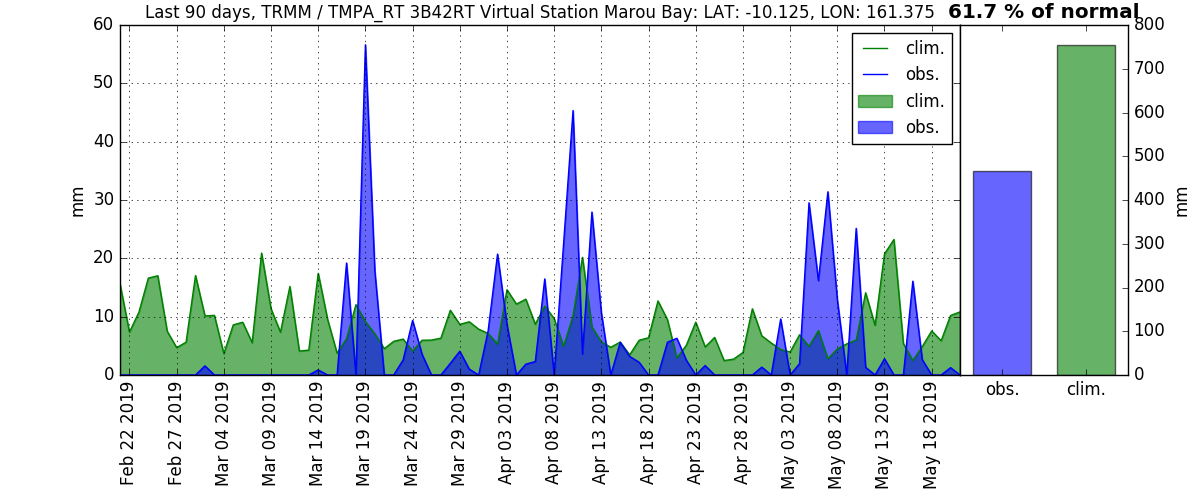 Last 90 days, TRMM / TMPA_RT 3B42RT Virtual Station Marou Bay: LAT: -10.125, LON: 161.375
61.7 % of normal
60
50
40
30
20
10
0
mm
clim.
obs.
clim.
obs.
Feb 22 2019
Feb 27 2019
Mar 04 2019
Mar 09 2019
Mar 14 2019
Mar 19 2019
Mar 24 2019
Mar 29 2019
Apr 03 2019
Apr 08 2019
Apr 13 2019
Apr 18 2019
Apr 23 2019
Apr 28 2019
May 03 2019
May 08 2019
May 13 2019
May 18 2019
800
700
600
500
400
300
200
100
0
mm
obs.
clim.